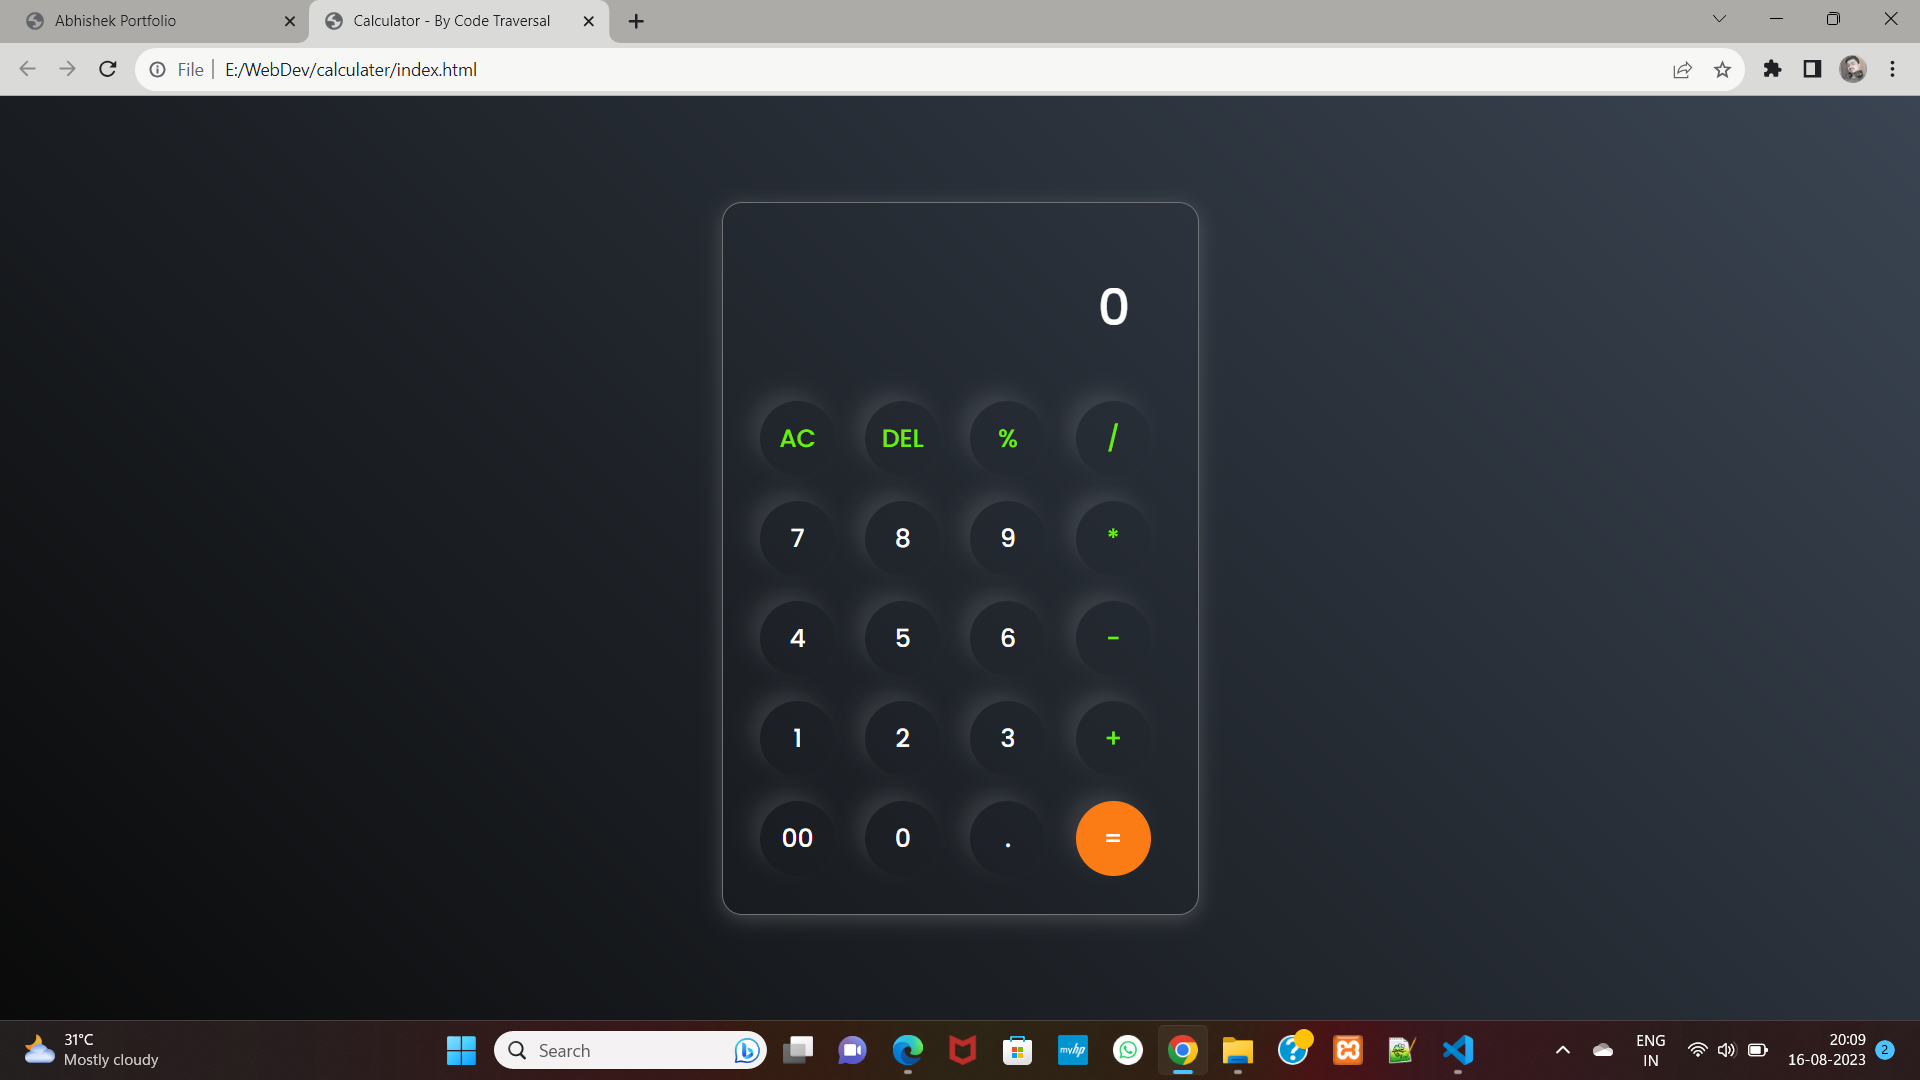 Abhishek Portfolio
Calculator - By Code Traversal
File
E:/WebDev/calculater/index.html
0
AC DEL % /
7 8 9 *
4 5 6 -
1 2 3 +
00 0 . =
31°C
Mostly cloudy
Search
myhp
ENG
IN
20:09
16-08-2023
2